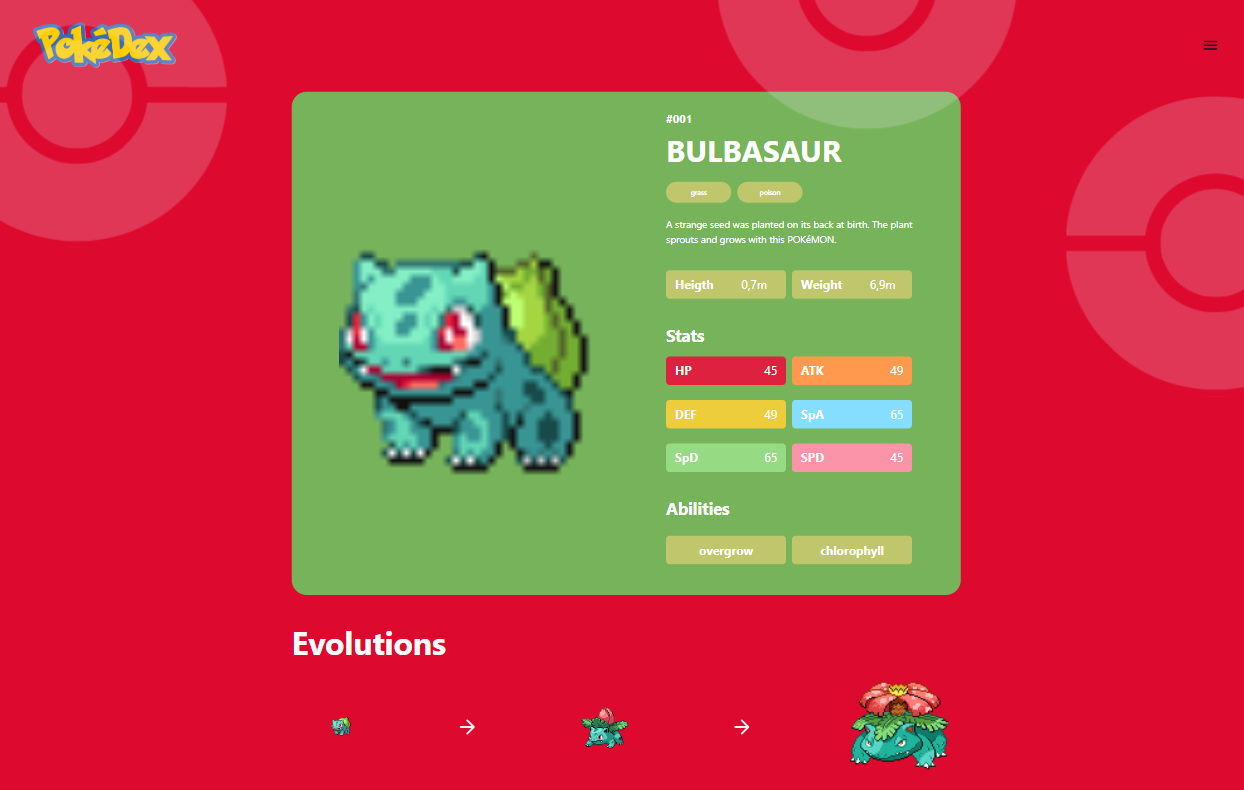 PokéDex
#001
BULBASAUR
grass poison
A strange seed was planted on its back at birth. The plant
sprouts and grows with this POKéMON.
Heigth 0,7m Weight 6,9m
Stats
HP 45 ATK 49
DEF 49 SpA 65
SpD 65 SPD 45
Abilities
overgrow chlorophyll
Evolutions